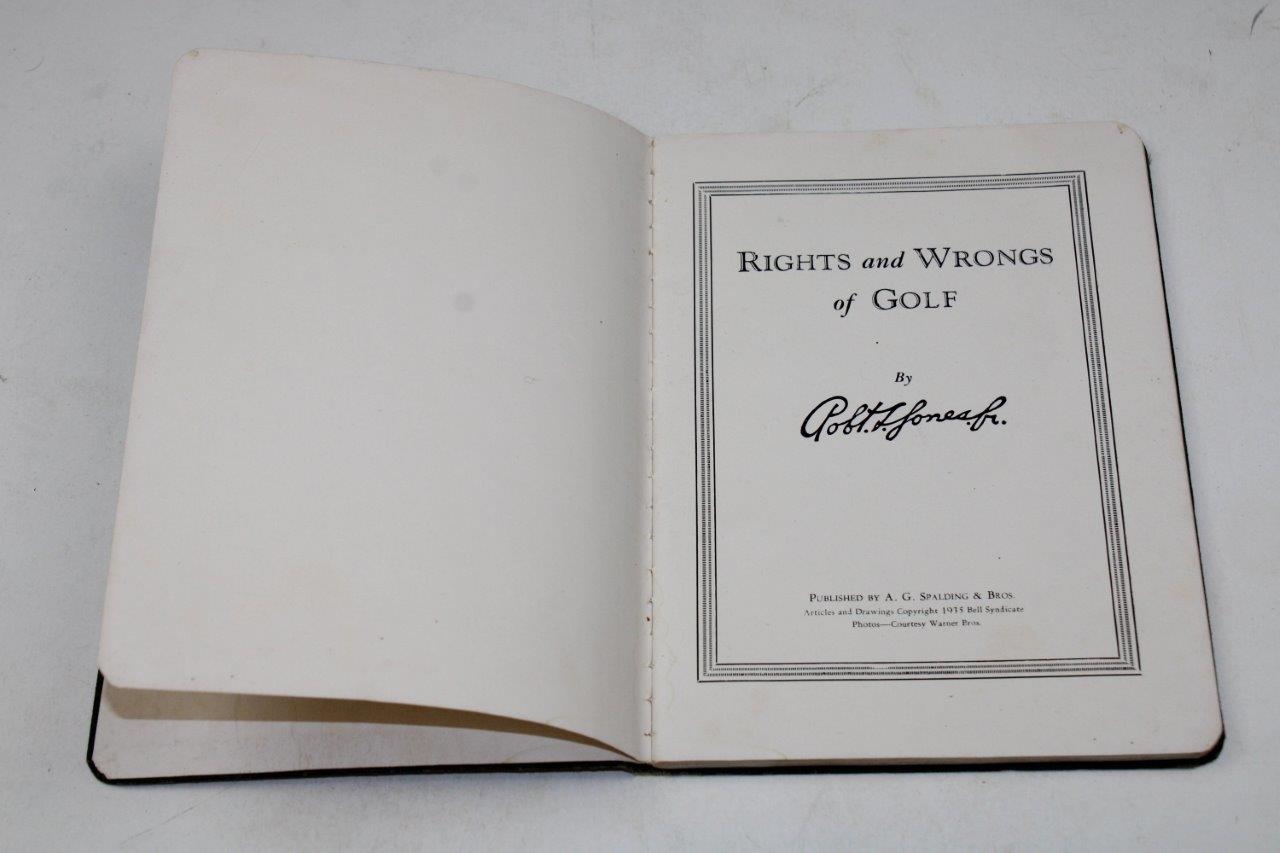 RIGHTS and WRONGS
of GOLF
By
Robt. T. Jones, Jr.
PUBLISHED BY A. G. SPALDING & BROS.
Articles and Drawings Copyright 1935 Bell Syndicate
Photos—Courtesy Warner Bros.